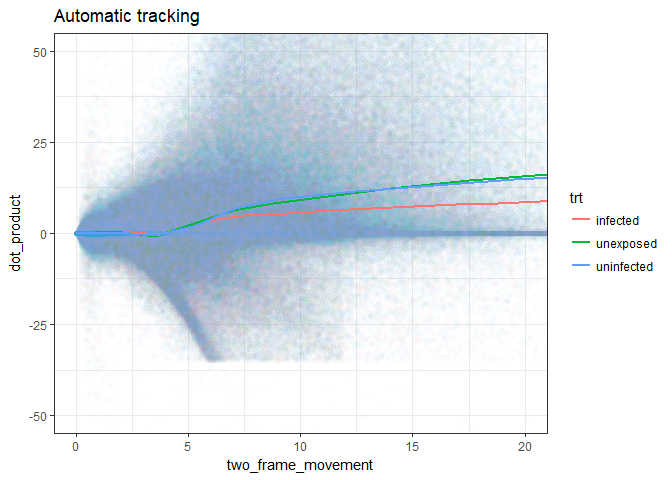 Automatic tracking
50
25
0
-25
-50
dot_product
0
5
10
15
20
two_frame_movement
trt
infected
unexposed
uninfected